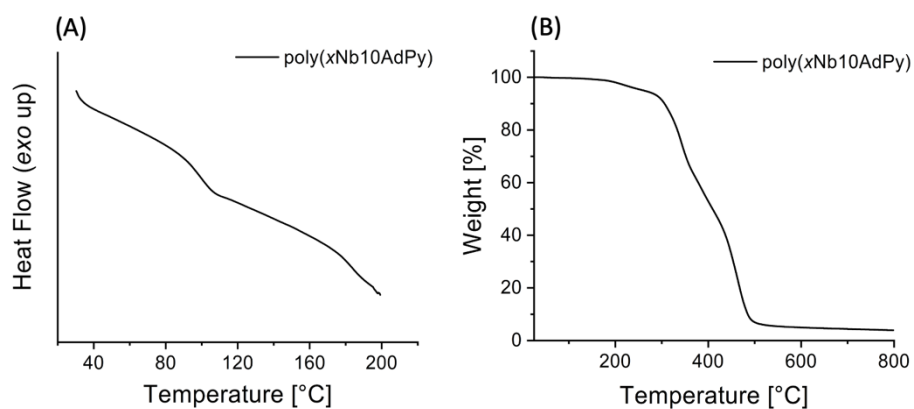 (A)
poly(xNb10AdPy)
Heat Flow (exo up)
40 80 120 160 200
Temperature [°C]
(B)
poly(xNb10AdPy)
Weight [%]
100
80
60
40
20
0
200 400 600 800
Temperature [°C]